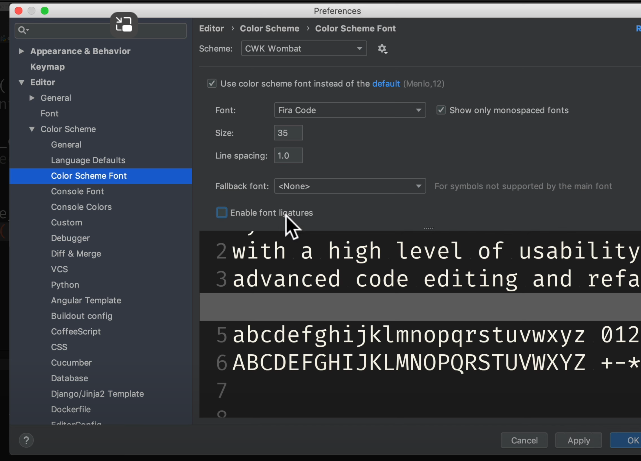 Preferences
Editor › Color Scheme › Color Scheme Font
R
Scheme: CWK Wombat
Appearance & Behavior
Keymap
Editor
General
Font
Color Scheme
General
Language Defaults
Color Scheme Font
Console Font
Console Colors
Custom
Debugger
Diff & Merge
VCS
Python
Angular Template
Buildout config
CoffeeScript
CSS
Cucumber
Database
Django/Jinja2 Template
Dockerfile
EditorConfig
Use color scheme font instead of the default (Menlo,12)
Font: Fira Code
Show only monospaced fonts
Size: 35
Line spacing: 1.0
Fallback font: <None> For symbols not supported by the main font
Enable font ligatures
2 with a high level of usability
3 advanced code editing and refa
5 abcdefghijklmnopqrstuvwxyz 012
6 ABCDEFGHIJKLMNOPQRSTUVWXYZ +-*
7
8
? Cancel Apply OK